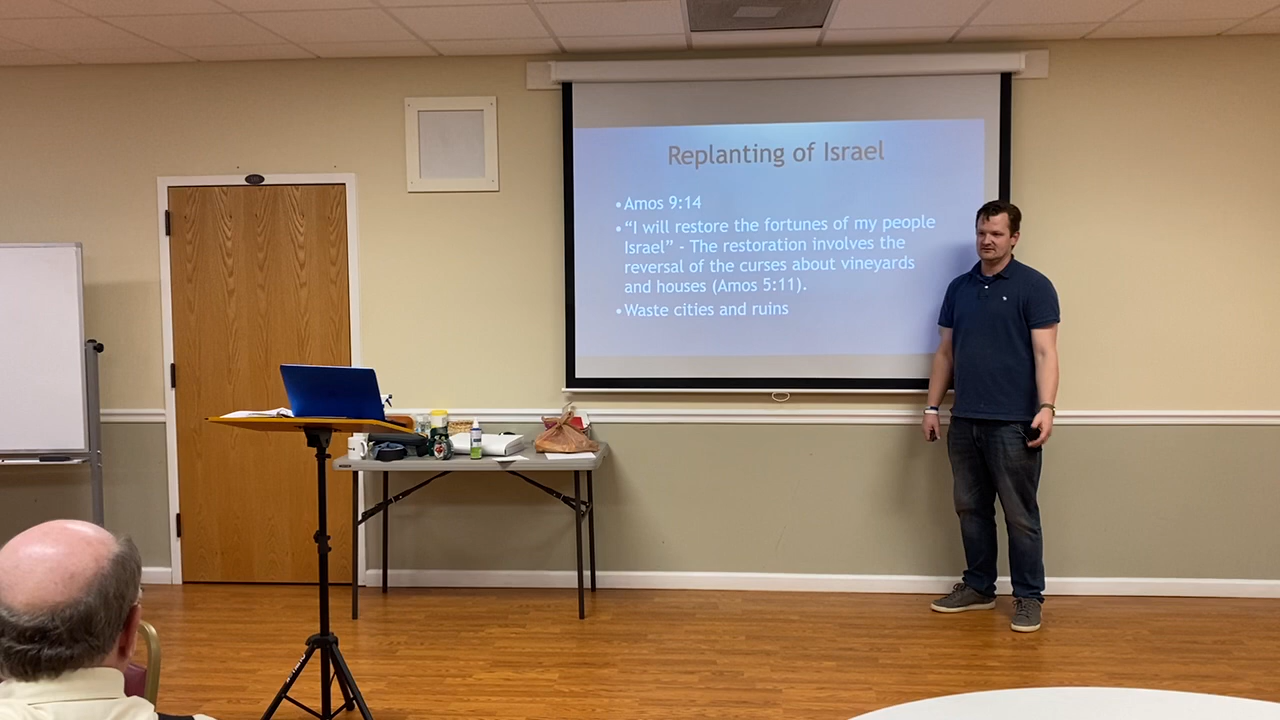 Replanting of Israel
•Amos 9:14
•“I will restore the fortunes of my people
Israel” - The restoration involves the
reversal of the curses about vineyards
and houses (Amos 5:11).
•Waste cities and ruins